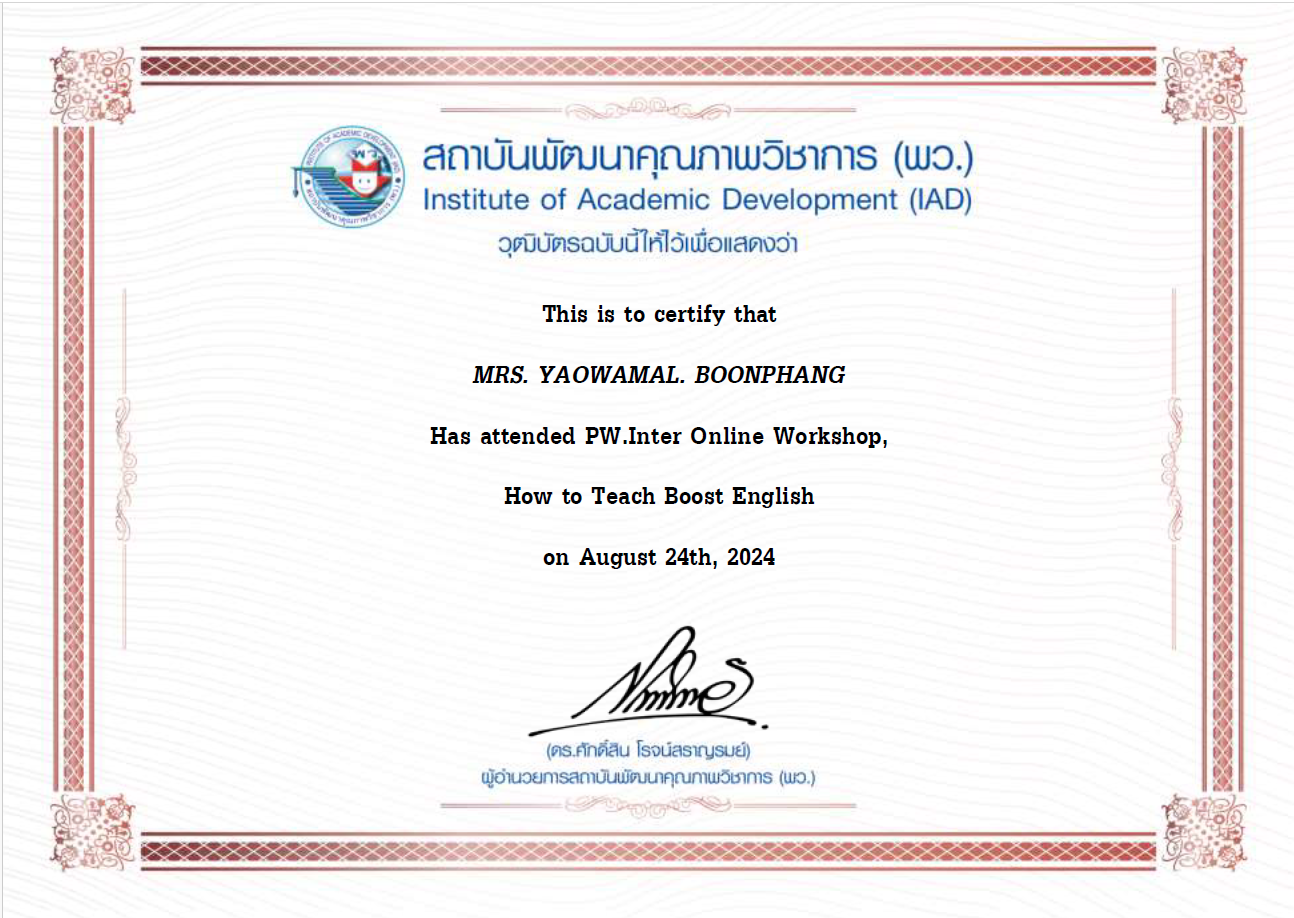 สถาบันพัฒนาคุณภาพวิชาการ (พว.)
Institute of Academic Development (IAD)
วุฒิบัตรฉบับนี้ให้ไว้เพื่อแสดงว่า
This is to certify that
MRS. YAOWAMAL. BOONPHANG
Has attended PW.Inter Online Workshop,
How to Teach Boost English
on August 24th, 2024
(ดร.ศักดิ์สิน โรจน์สราญรมย์)
ผู้อำนวยการสถาบันพัฒนาคุณภาพวิชาการ (พว.)